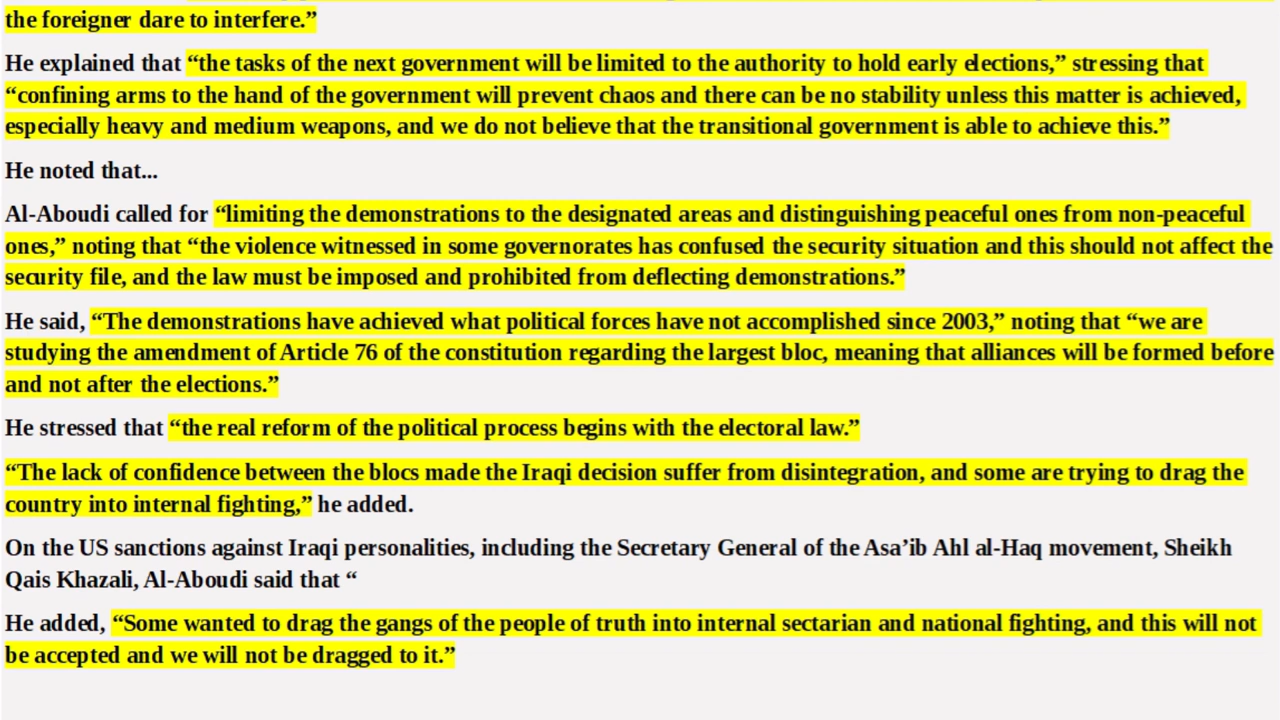 the foreigner dare to interfere.”
He explained that “the tasks of the next government will be limited to the authority to hold early elections,” stressing that
“confining arms to the hand of the government will prevent chaos and there can be no stability unless this matter is achieved,
especially heavy and medium weapons, and we do not believe that the transitional government is able to achieve this.”
He noted that...
Al-Aboudi called for “limiting the demonstrations to the designated areas and distinguishing peaceful ones from non-peaceful
ones,” noting that “the violence witnessed in some governorates has confused the security situation and this should not affect the
security file, and the law must be imposed and prohibited from deflecting demonstrations.”
He said, “The demonstrations have achieved what political forces have not accomplished since 2003,” noting that “we are
studying the amendment of Article 76 of the constitution regarding the largest bloc, meaning that alliances will be formed before
and not after the elections.”
He stressed that “the real reform of the political process begins with the electoral law.”
“The lack of confidence between the blocs made the Iraqi decision suffer from disintegration, and some are trying to drag the
country into internal fighting,” he added.
On the US sanctions against Iraqi personalities, including the Secretary General of the Asa’ib Ahl al-Haq movement, Sheikh
Qais Khazali, Al-Aboudi said that “
He added, “Some wanted to drag the gangs of the people of truth into internal sectarian and national fighting, and this will not
be accepted and we will not be dragged to it.”